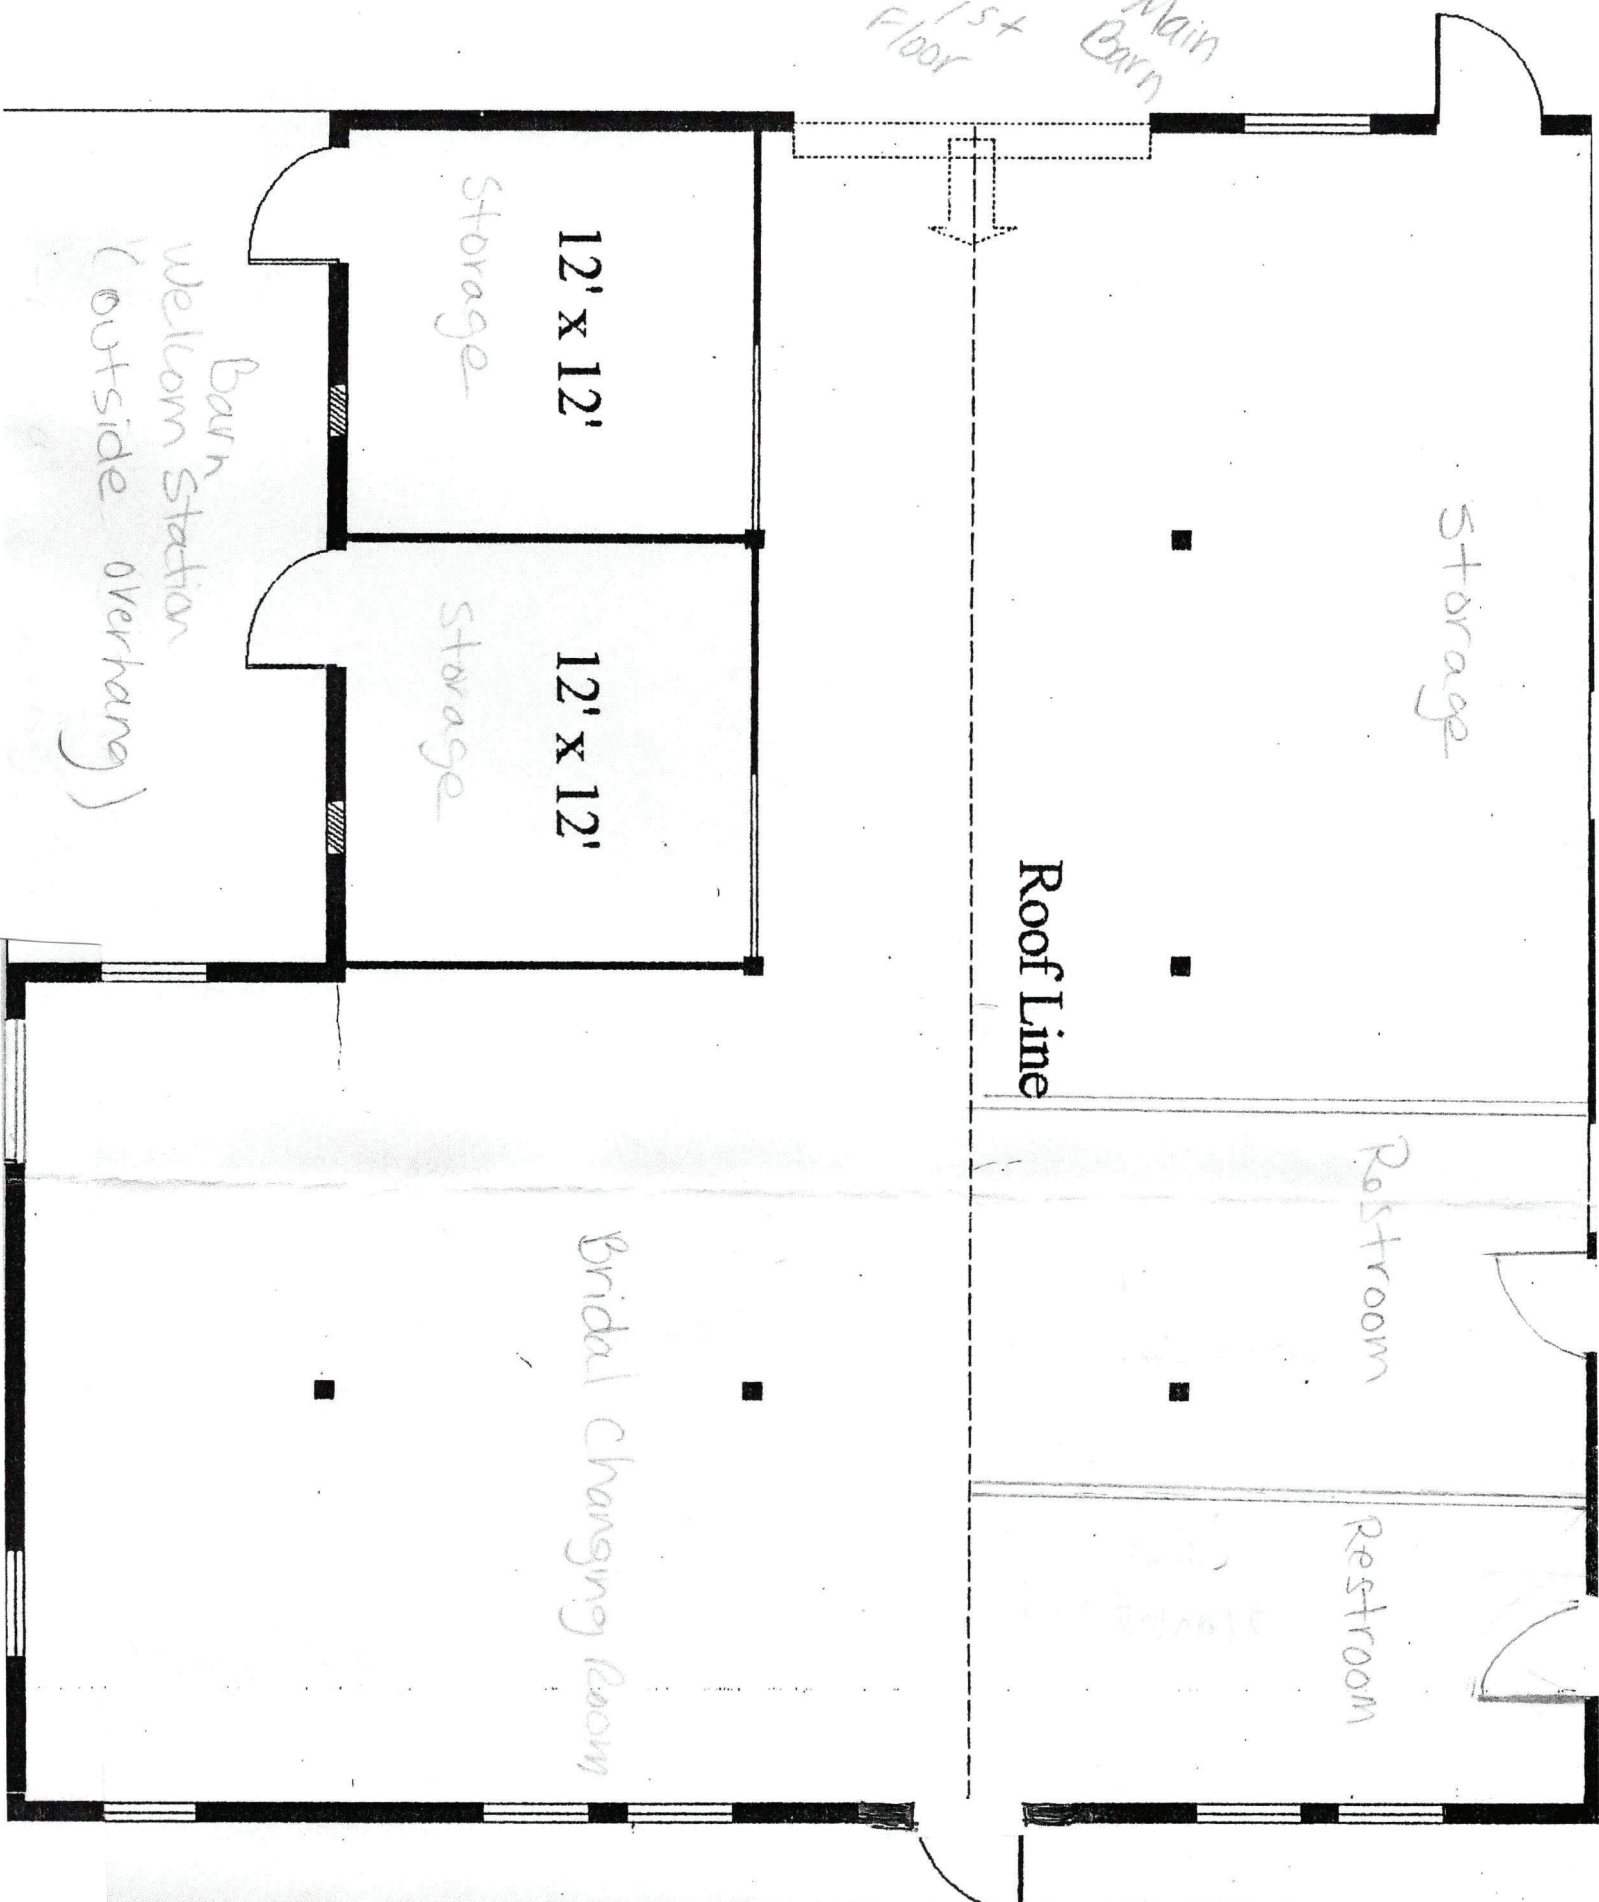 1st
Floor
Main
Barn
Storage
12' x 12'
Storage
12' x 12'
Storage
Barn
Welcom Station
(outside overhang)
Roof Line
Restroom
Restroom
Bridal Changing Room